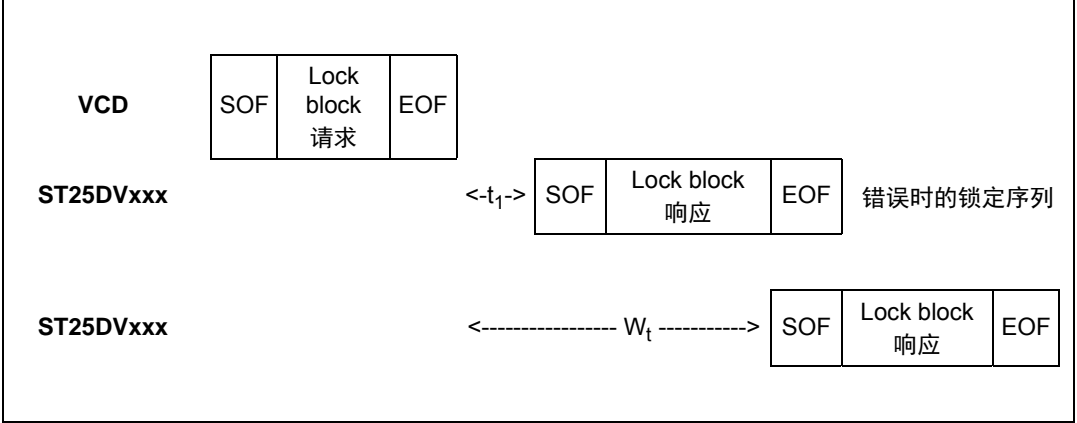 VCD
SOF
Lock
block
请求
EOF
ST25DVxxx
<-t1->
SOF
Lock block
响应
EOF
错误时的锁定序列
ST25DVxxx
<----------------- Wt ----------->
SOF
Lock block
响应
EOF